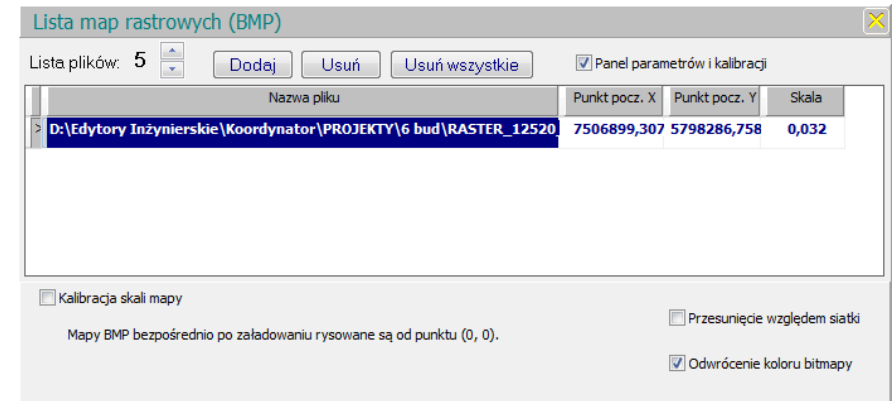 Lista map rastrowych (BMP)
Lista plików: 5 Dodaj Usuń Usuń wszystkie Panel parametrów i kalibracji
Nazwa pliku Punkt pocz. X Punkt pocz. Y Skala
> D:\Edytory Inżynierskie\Koordynator\PROJEKTY\6 bud\RASTER_12520_ 7506899,307 5798286,758 0,032
Kalibracja skali mapy
Przesunięcie względem siatki
Mapy BMP bezpośrednio po załadowaniu rysowane są od punktu (0, 0).
Odwrócenie koloru bitmapy